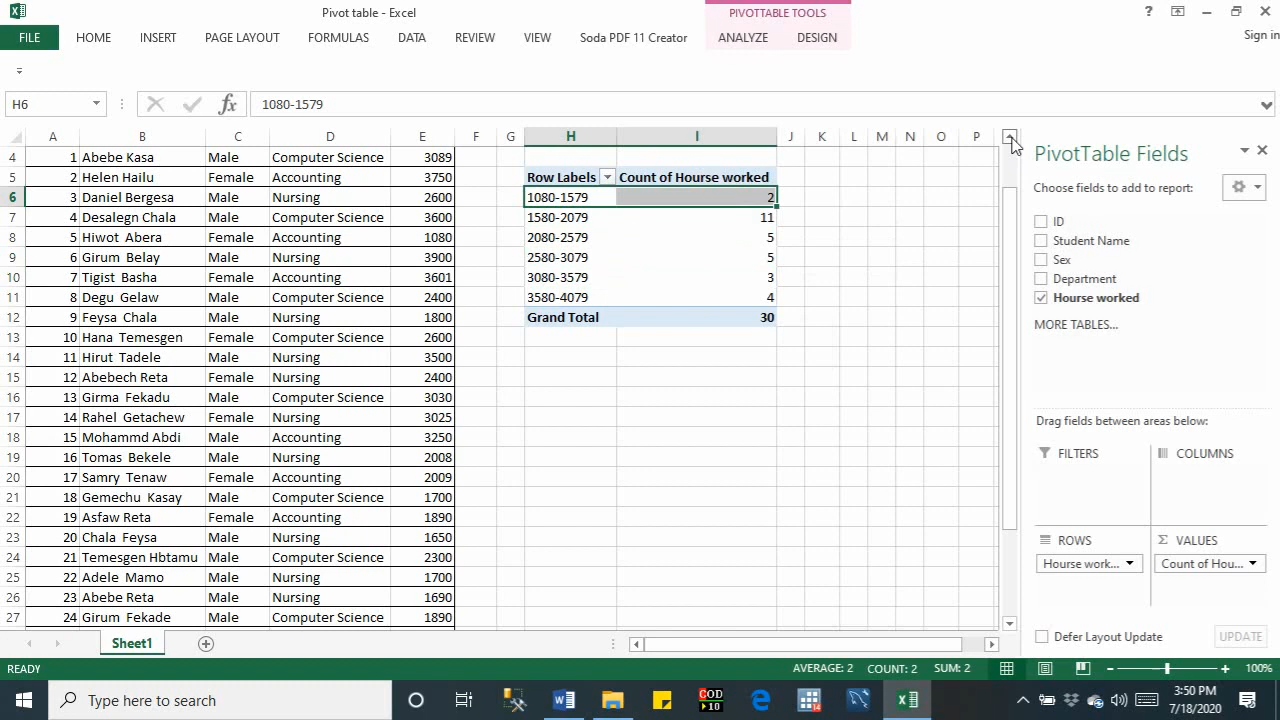 Pivot table - Excel
PIVOTTABLE TOOLS
?
FILE HOME INSERT PAGE LAYOUT FORMULAS DATA REVIEW VIEW Soda PDF 11 Creator ANALYZE DESIGN Sign in
H6 fx 1080-1579
A B C D E F G H I J K L M N O P
4 1 Abebe Kasa Male Computer Science 3089
5 2 Helen Hailu Female Accounting 3750 Row Labels Count of Hourse worked
6 3 Daniel Bergesa Male Nursing 2600 1080-1579 2
7 4 Desalegn Chala Male Computer Science 3600 1580-2079 11
8 5 Hiwot Abera Female Accounting 1080 2080-2579 5
9 6 Girum Belay Male Nursing 3900 2580-3079 5
10 7 Tigist Basha Female Accounting 3601 3080-3579 3
11 8 Degu Gelaw Male Computer Science 2400 3580-4079 4
12 9 Feysa Chala Male Nursing 1800 Grand Total 30
13 10 Hana Temesgen Female Computer Science 2600
14 11 Hirut Tadele Male Nursing 3500
15 12 Abebech Reta Female Nursing 2400
16 13 Girma Fekadu Male Computer Science 3030
17 14 Rahel Getachew Female Nursing 3025
18 15 Mohammd Abdi Male Accounting 3250
19 16 Tomas Bekele Male Nursing 2008
20 17 Samry Tenaw Female Accounting 2009
21 18 Gemechu Kasay Male Computer Science 1700
22 19 Asfaw Reta Female Accounting 1890
23 20 Chala Feysa Male Nursing 1650
24 21 Temesgen Hbtamu Male Computer Science 2300
25 22 Adele Mamo Male Nursing 1700
26 23 Abebe Reta Male Nursing 1690
27 24 Girum Fekade Male Computer Science 1890
PivotTable Fields
Choose fields to add to report:
ID
Student Name
Sex
Department
Hourse worked
MORE TABLES...
Drag fields between areas below:
FILTERS COLUMNS
ROWS Σ VALUES
Hourse work... Count of Hou...
Defer Layout Update UPDATE
Sheet1
READY AVERAGE: 2 COUNT: 2 SUM: 2 100%
Type here to search
GOD
10
14
3:50 PM
7/18/2020